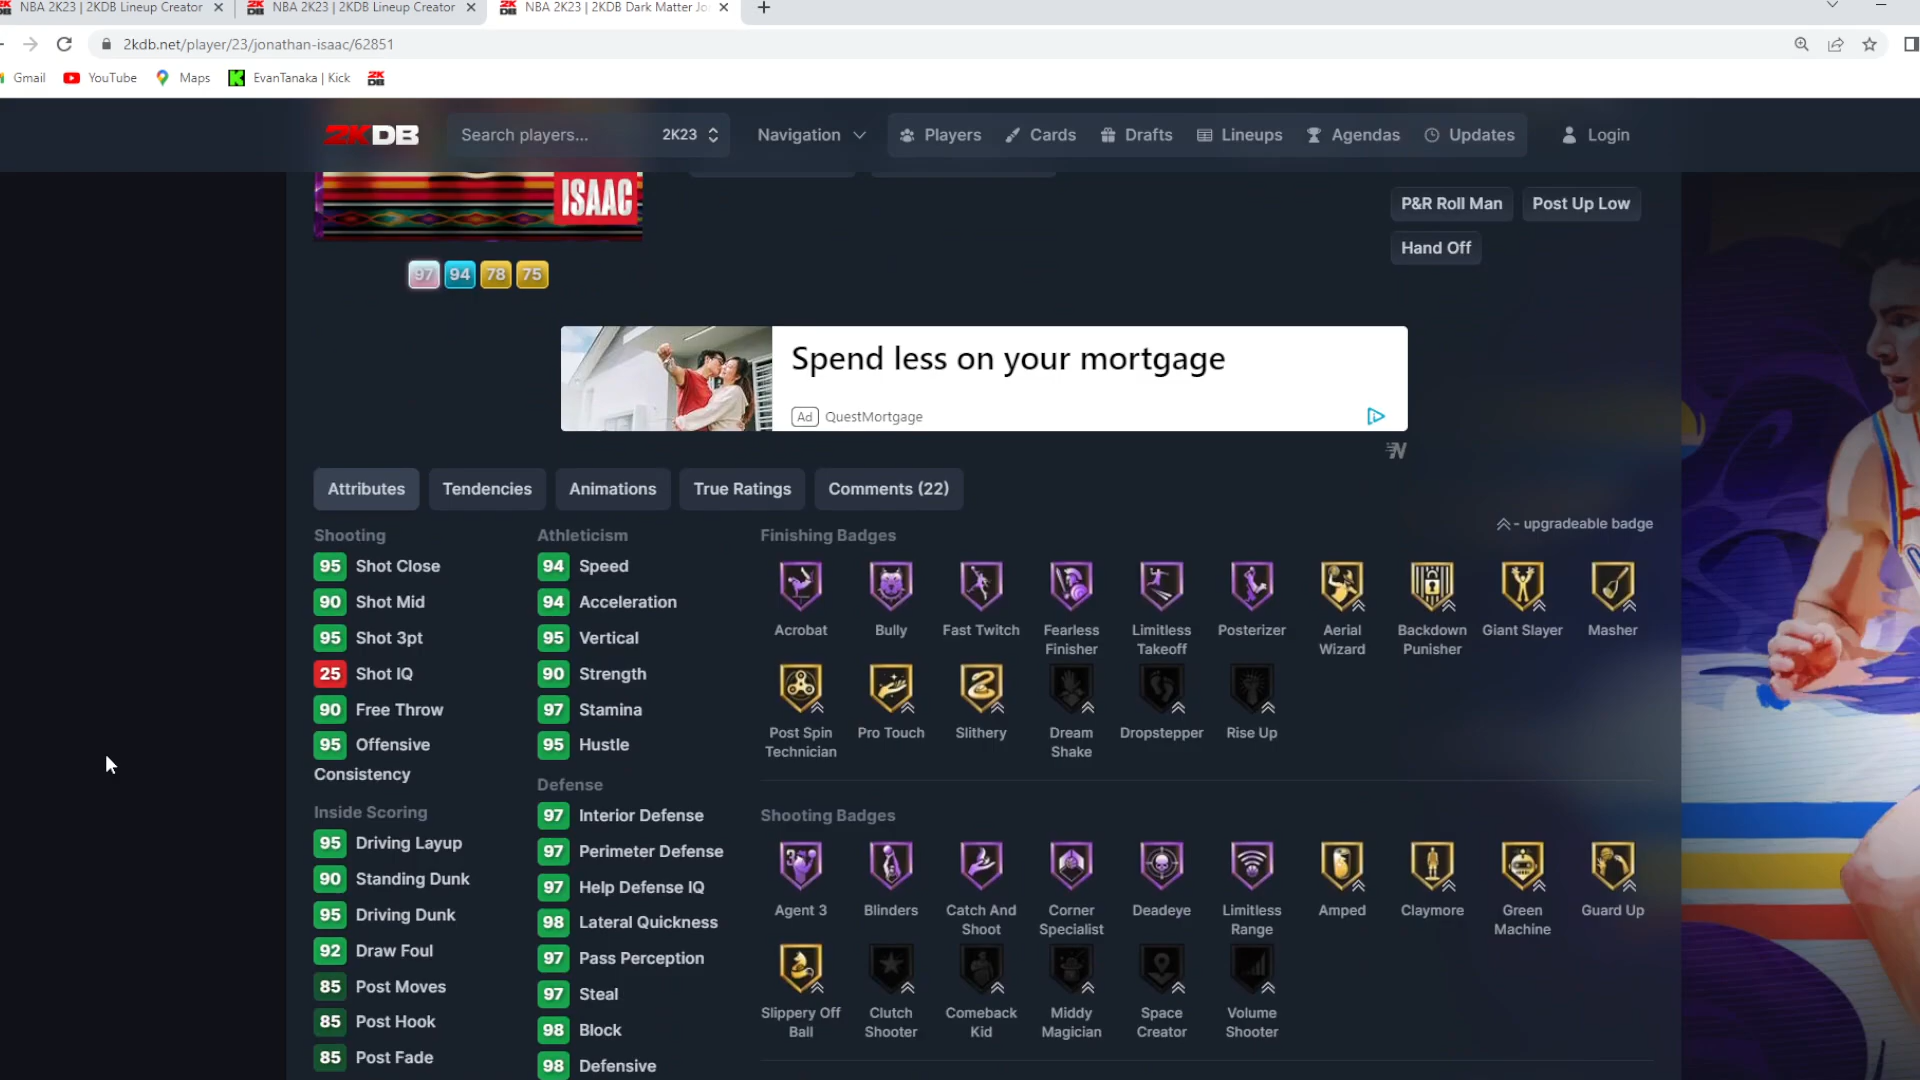 NBA 2K23 | 2KDB Lineup Creator
NBA 2K23 | 2KDB Lineup Creator
NBA 2K23 | 2KDB Dark Matter Jo
2kdb.net/player/23/jonathan-isaac/62851
Gmail YouTube Maps EvanTanaka | Kick 2K DB
2KDB Search players... 2K23 Navigation Players Cards Drafts Lineups Agendas Updates Login
ISAAC
P&R Roll Man Post Up Low
Hand Off
97 94 78 75
Spend less on your mortgage
Ad QuestMortgage
Attributes Tendencies Animations True Ratings Comments (22)
- upgradeable badge
Shooting
95 Shot Close
90 Shot Mid
95 Shot 3pt
25 Shot IQ
90 Free Throw
95 Offensive
Consistency
Inside Scoring
95 Driving Layup
90 Standing Dunk
95 Driving Dunk
92 Draw Foul
85 Post Moves
85 Post Hook
85 Post Fade
Athleticism
94 Speed
94 Acceleration
95 Vertical
90 Strength
97 Stamina
95 Hustle
Defense
97 Interior Defense
97 Perimeter Defense
97 Help Defense IQ
98 Lateral Quickness
97 Pass Perception
97 Steal
98 Block
98 Defensive
Finishing Badges
Acrobat Bully Fast Twitch Fearless Finisher Limitless Takeoff Posterizer Aerial Wizard Backdown Punisher Giant Slayer Masher
Post Spin Technician Pro Touch Slithery Dream Shake Dropstepper Rise Up
Shooting Badges
Agent 3 Blinders Catch And Shoot Corner Specialist Deadeye Limitless Range Amped Claymore Green Machine Guard Up
Slippery Off Ball Clutch Shooter Comeback Kid Middy Magician Space Creator Volume Shooter